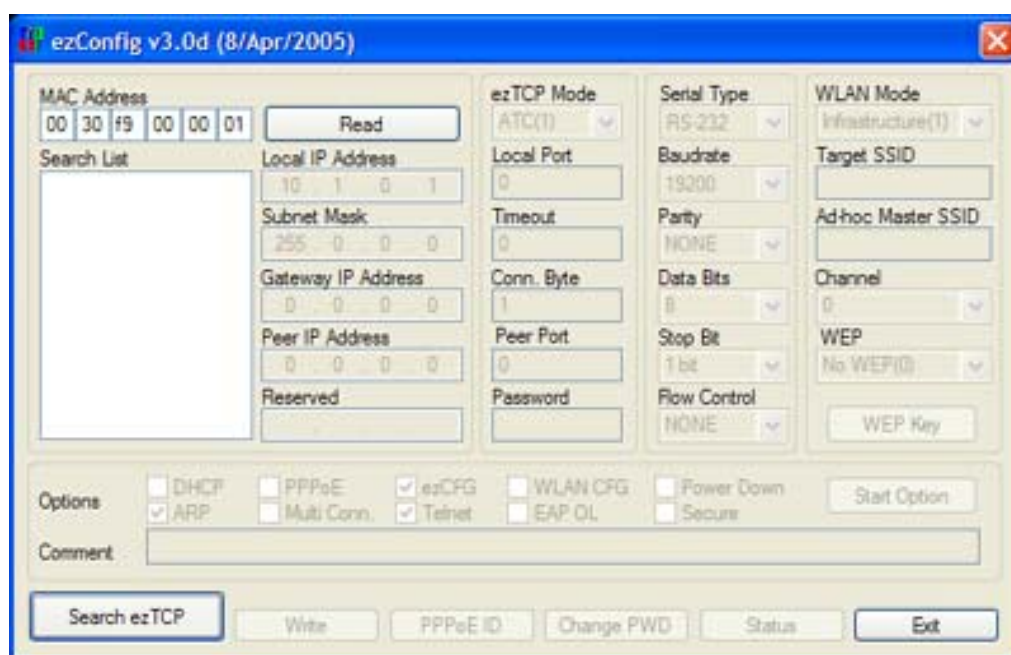 ezConfig v3.0d (8/Apr/2005)
MAC Address
00 30 f9 00 00 01
Read
Search List
Local IP Address
10 . 1 . 0 . 1
Subnet Mask
255 . 0 . 0 . 0
Gateway IP Address
0 . 0 . 0 . 0
Peer IP Address
0 . 0 . 0 . 0
Reserved
ezTCP Mode
ATC(1)
Local Port
0
Timeout
0
Conn. Byte
1
Peer Port
0
Password
Serial Type
RS-232
Baudrate
19200
Parity
NONE
Data Bits
8
Stop Bit
1 bit
Flow Control
NONE
WLAN Mode
Infrastructure(1)
Target SSID
Ad-hoc Master SSID
Channel
0
WEP
No WEP(0)
WEP Key
Options
DHCP PPPoE ezCFG WLAN CFG Power Down
ARP Multi Conn. Telnet EAP OL Secure
Start Option
Comment
Search ezTCP Write PPPoE ID Change PWD Status Exit